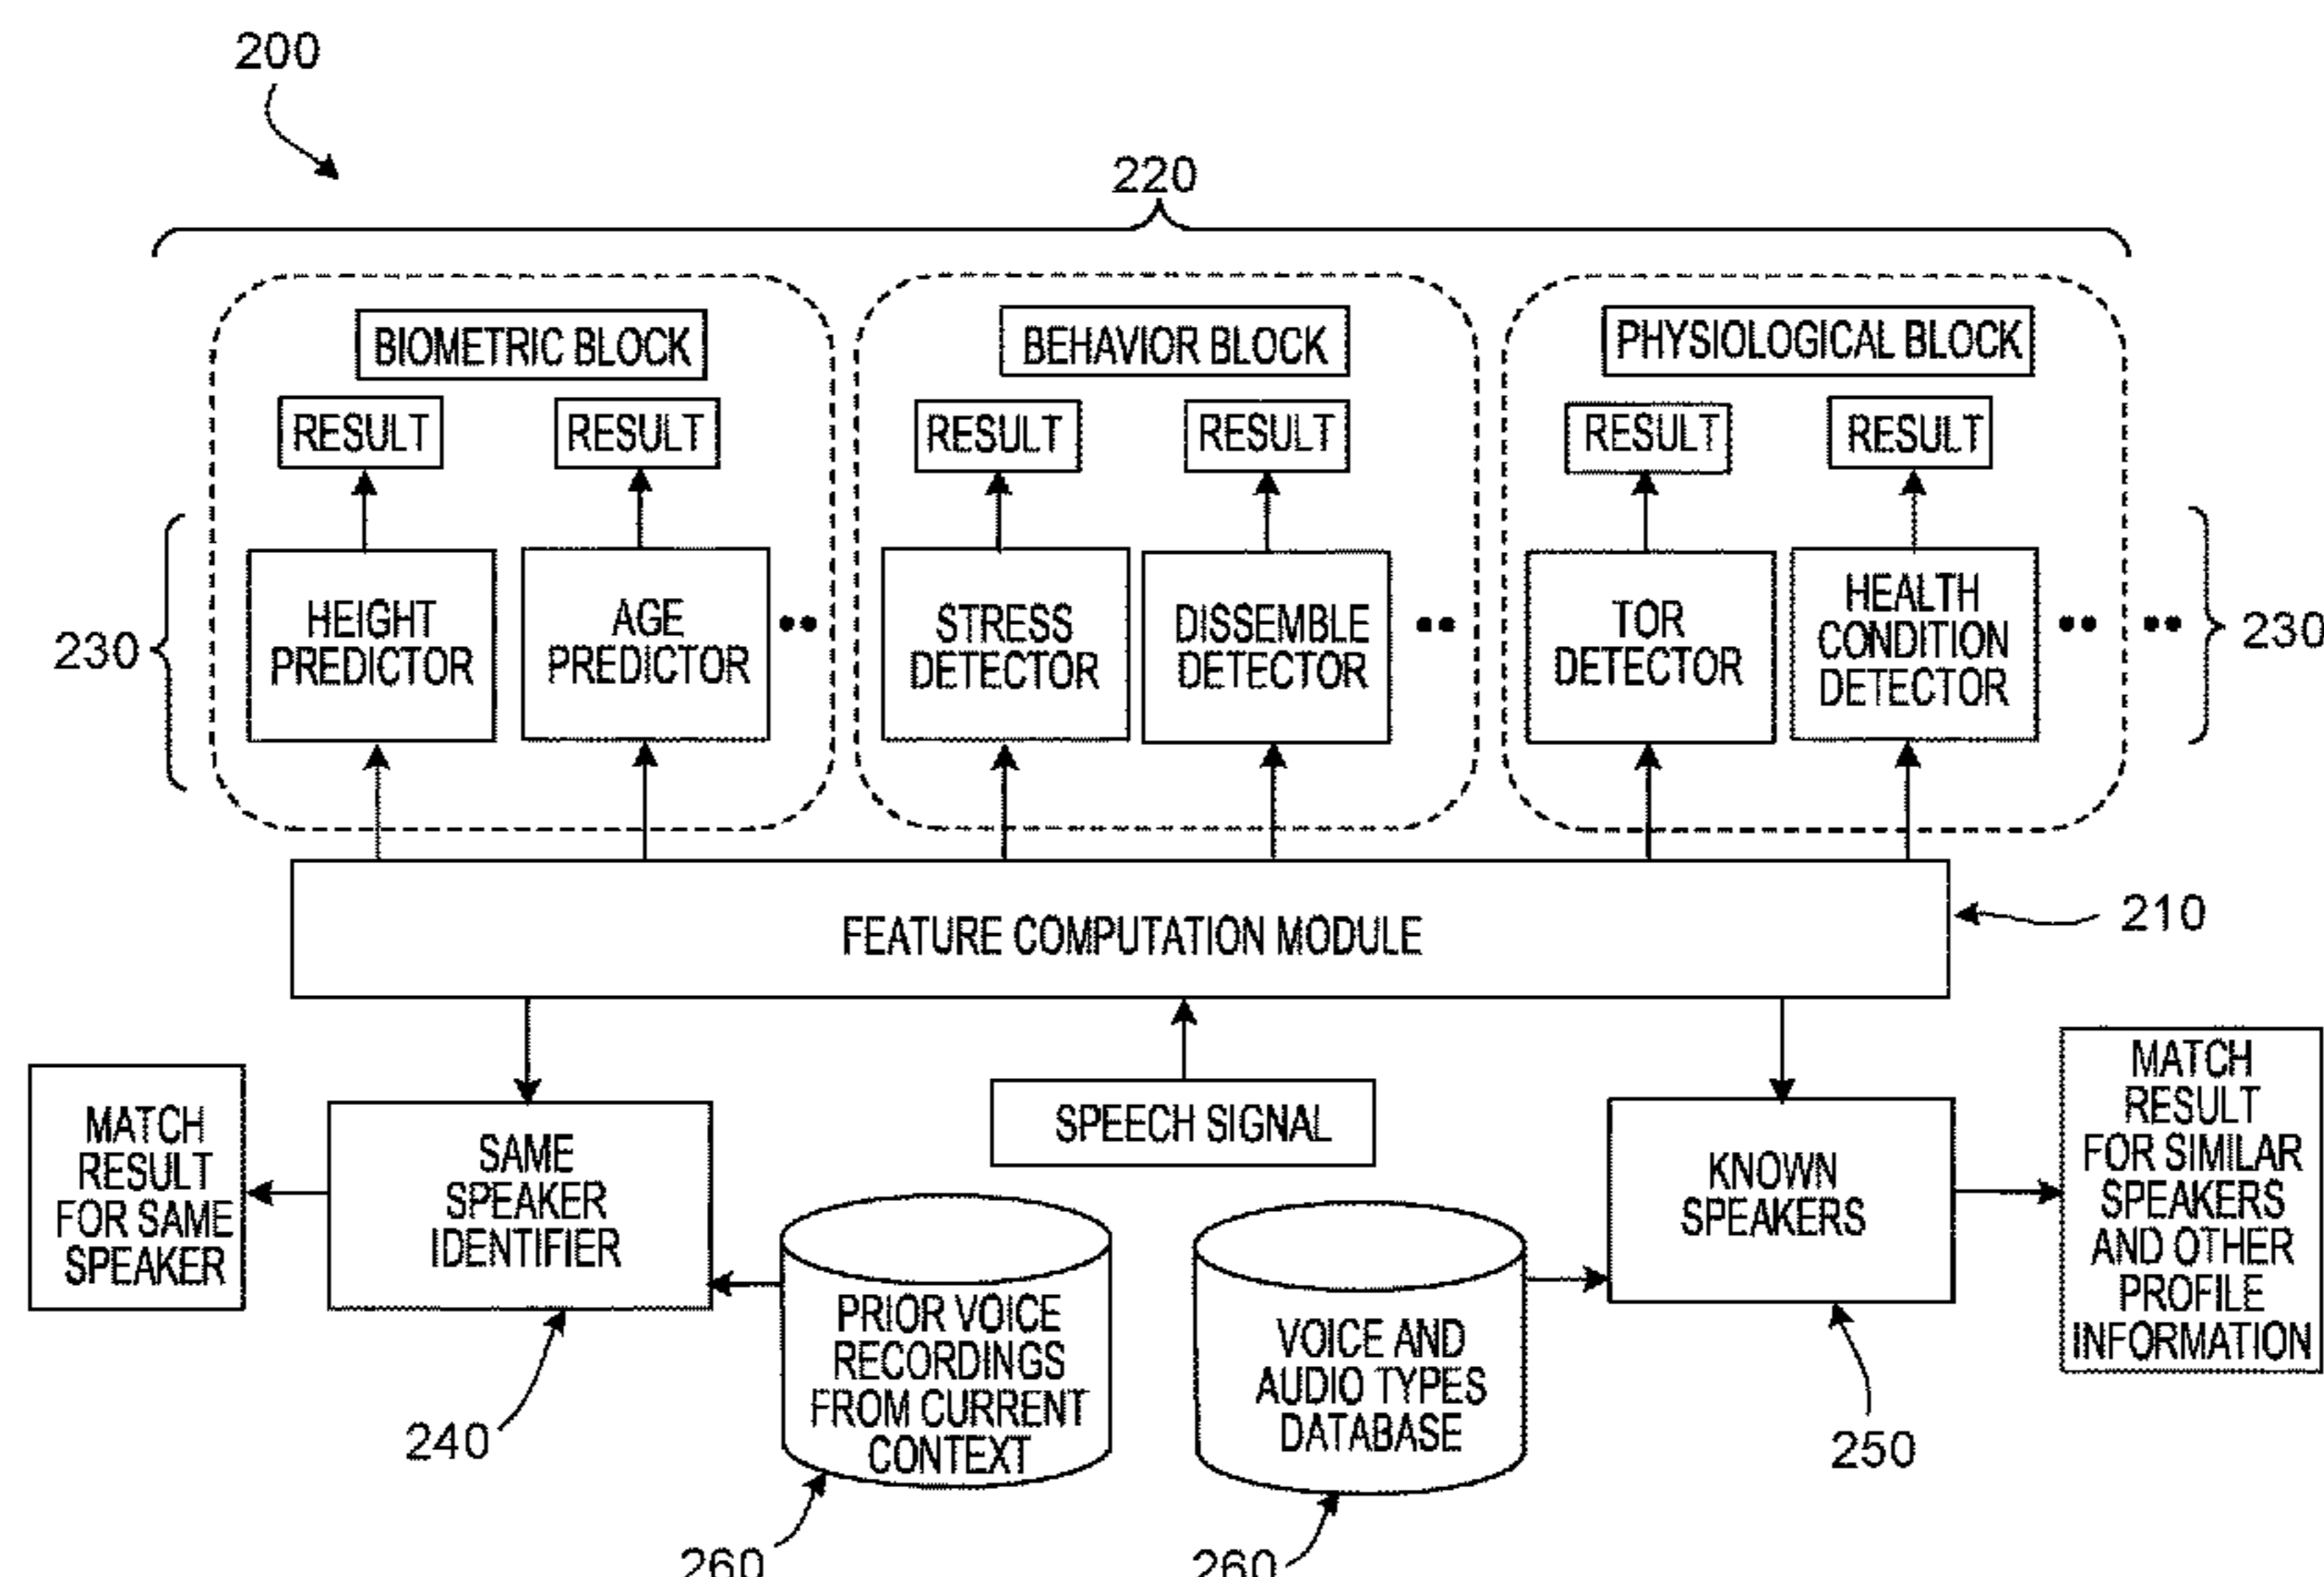 200
220
BIOMETRIC BLOCK
BEHAVIOR BLOCK
PHYSIOLOGICAL BLOCK
RESULT
RESULT
RESULT
RESULT
RESULT
RESULT
230
HEIGHT
PREDICTOR
AGE
PREDICTOR
STRESS
DETECTOR
DISSEMBLE
DETECTOR
TOR
DETECTOR
HEALTH
CONDITION
DETECTOR
230
FEATURE COMPUTATION MODULE
210
MATCH
RESULT
FOR SAME
SPEAKER
SAME
SPEAKER
IDENTIFIER
SPEECH SIGNAL
KNOWN
SPEAKERS
MATCH
RESULT
FOR SIMILAR
SPEAKERS
AND OTHER
PROFILE
INFORMATION
PRIOR VOICE
RECORDINGS
FROM CURRENT
CONTEXT
VOICE AND
AUDIO TYPES
DATABASE
240
250
260
260